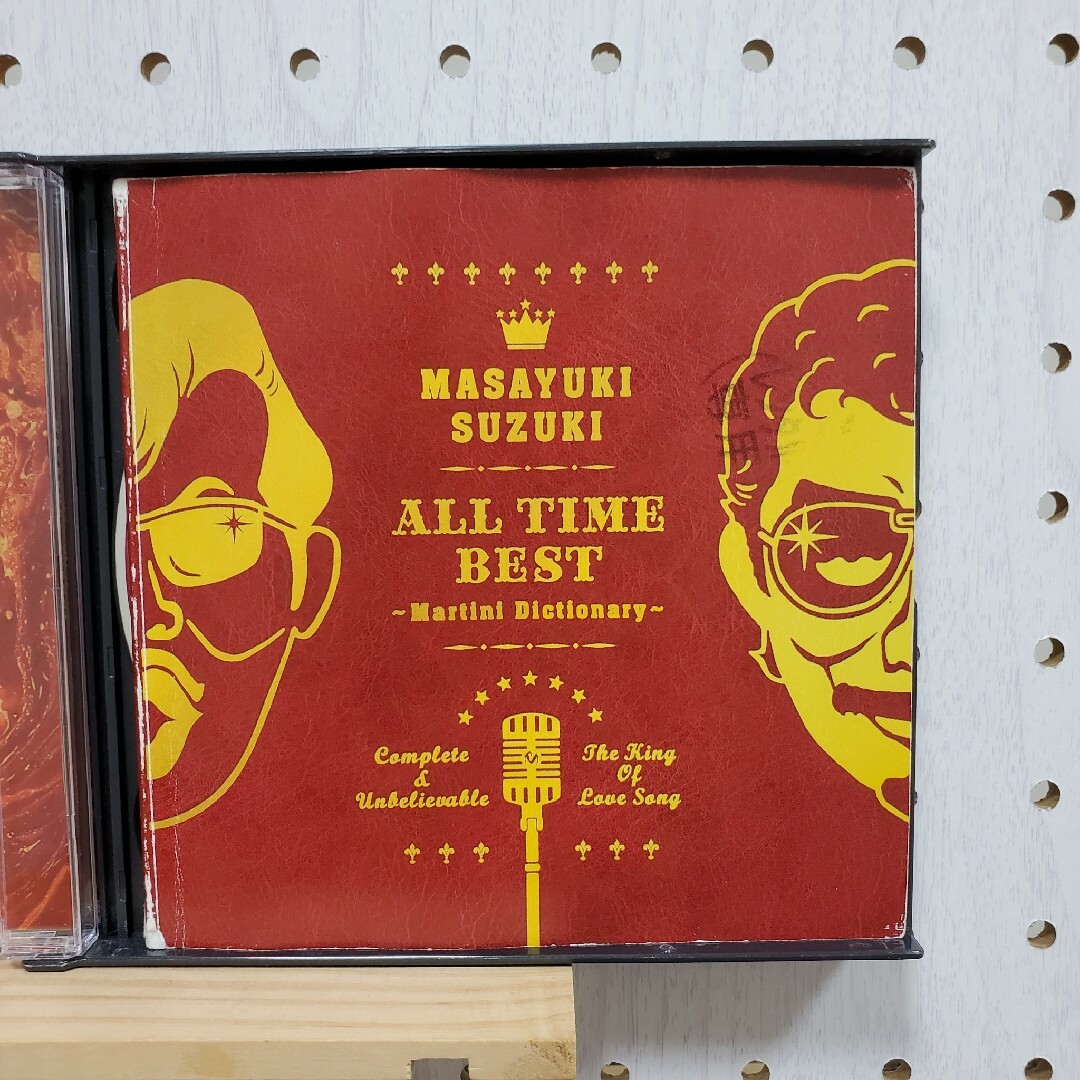 MASAYUKI
SUZUKI
ALL TIME
BEST
~Martini Dictionary~
Complete
&
Unbelievable
The King
Of
Love Song